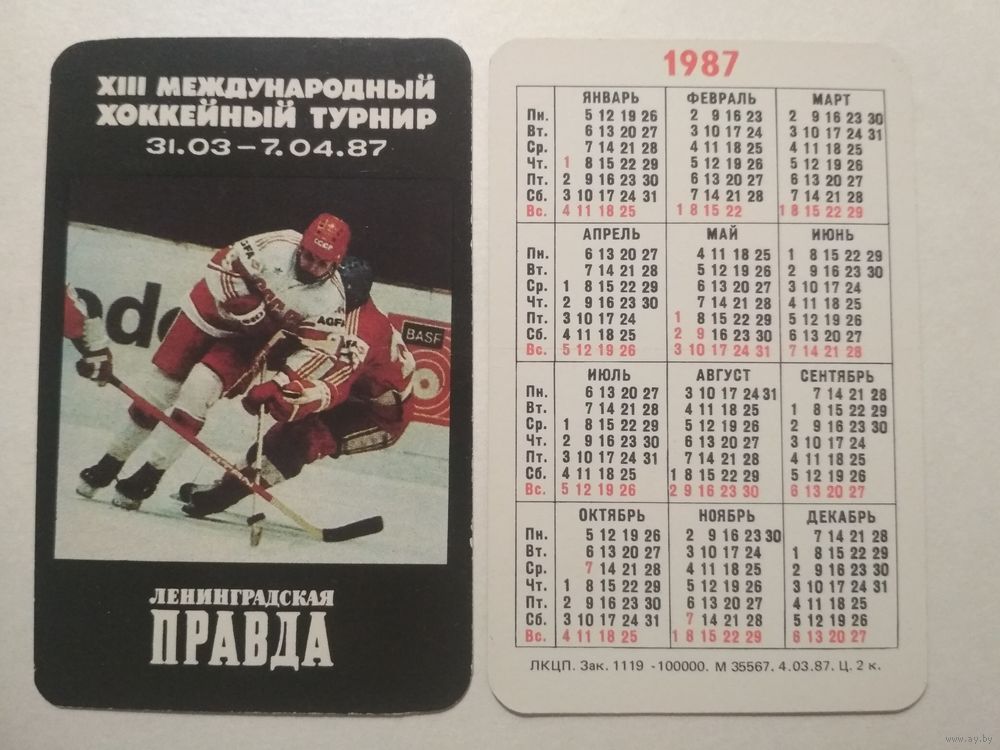 XIII МЕЖДУНАРОДНЫЙ
ХОККЕЙНЫЙ ТУРНИР
31.03–7.04.87
СССР
AGFA
AGFA
BASF
ЛЕНИНГРАДСКАЯ
ПРАВДА
1987
ЯНВАРЬ ФЕВРАЛЬ МАРТ
Пн. 5 12 19 26 2 9 16 23 2 9 16 23 30
Вт. 6 13 20 27 3 10 17 24 3 10 17 24 31
Ср. 7 14 21 28 4 11 18 25 4 11 18 25
Чт. 1 8 15 22 29 5 12 19 26 5 12 19 26
Пт. 2 9 16 23 30 6 13 20 27 6 13 20 27
Сб. 3 10 17 24 31 7 14 21 28 7 14 21 28
Вс. 4 11 18 25 1 8 15 22 1 8 15 22 29
АПРЕЛЬ МАЙ ИЮНЬ
Пн. 6 13 20 27 4 11 18 25 1 8 15 22 29
Вт. 7 14 21 28 5 12 19 26 2 9 16 23 30
Ср. 1 8 15 22 29 6 13 20 27 3 10 17 24
Чт. 2 9 16 23 30 7 14 21 28 4 11 18 25
Пт. 3 10 17 24 1 8 15 22 29 5 12 19 26
Сб. 4 11 18 25 2 9 16 23 30 6 13 20 27
Вс. 5 12 19 26 3 10 17 24 31 7 14 21 28
ИЮЛЬ АВГУСТ СЕНТЯБРЬ
Пн. 6 13 20 27 3 10 17 24 31 7 14 21 28
Вт. 7 14 21 28 4 11 18 25 1 8 15 22 29
Ср. 1 8 15 22 29 5 12 19 26 2 9 16 23 30
Чт. 2 9 16 23 30 6 13 20 27 3 10 17 24
Пт. 3 10 17 24 31 7 14 21 28 4 11 18 25
Сб. 4 11 18 25 1 8 15 22 29 5 12 19 26
Вс. 5 12 19 26 2 9 16 23 30 6 13 20 27
ОКТЯБРЬ НОЯБРЬ ДЕКАБРЬ
Пн. 5 12 19 26 2 9 16 23 30 7 14 21 28
Вт. 6 13 20 27 3 10 17 24 1 8 15 22 29
Ср. 7 14 21 28 4 11 18 25 2 9 16 23 30
Чт. 1 8 15 22 29 5 12 19 26 3 10 17 24 31
Пт. 2 9 16 23 30 6 13 20 27 4 11 18 25
Сб. 3 10 17 24 31 7 14 21 28 5 12 19 26
Вс. 4 11 18 25 1 8 15 22 29 6 13 20 27
ЛКЦП. Зак. 1119 -100000. М 35567. 4.03.87. Ц. 2 к.
www.ay.by